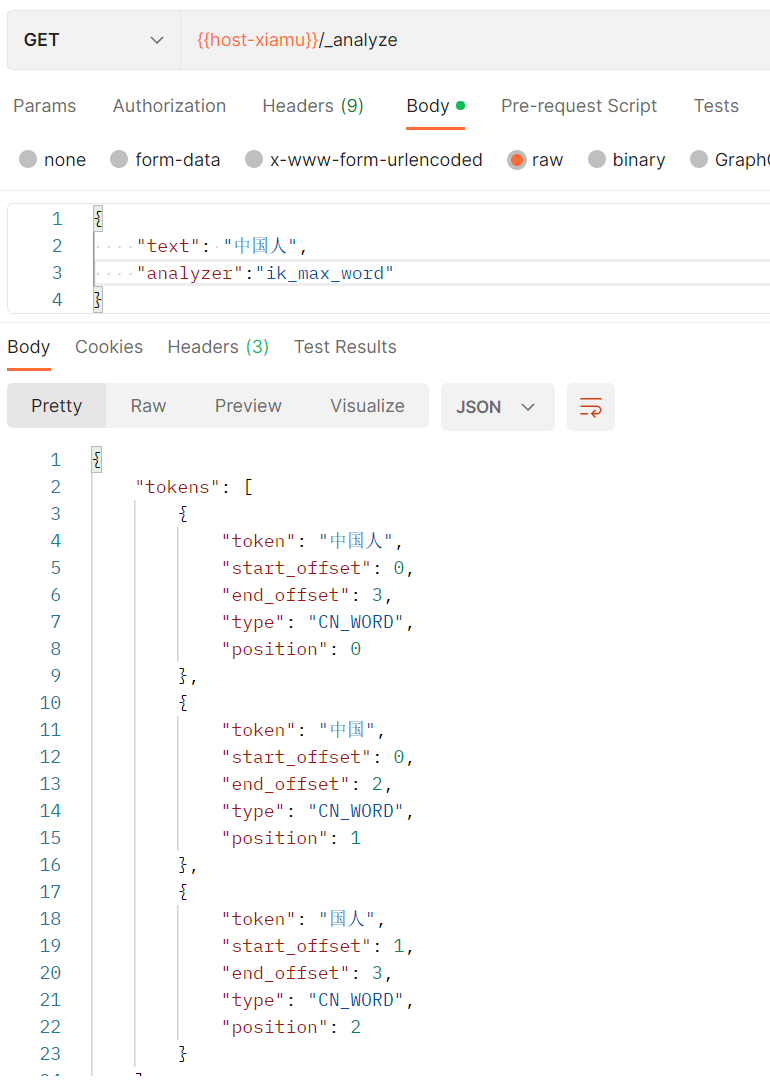 GET {{host-xiamu}}/_analyze
Params Authorization Headers (9) Body Pre-request Script Tests
none form-data x-www-form-urlencoded raw binary
1 {
2 "text": "中国人",
3 "analyzer":"ik_max_word"
4 }
Body Cookies Headers (3) Test Results
Pretty Raw Preview Visualize JSON
1 {
2 "tokens": [
3 {
4 "token": "中国人",
5 "start_offset": 0,
6 "end_offset": 3,
7 "type": "CN_WORD",
8 "position": 0
9 },
10 {
11 "token": "中国",
12 "start_offset": 0,
13 "end_offset": 2,
14 "type": "CN_WORD",
15 "position": 1
16 },
17 {
18 "token": "国人",
19 "start_offset": 1,
20 "end_offset": 3,
21 "type": "CN_WORD",
22 "position": 2
23 }